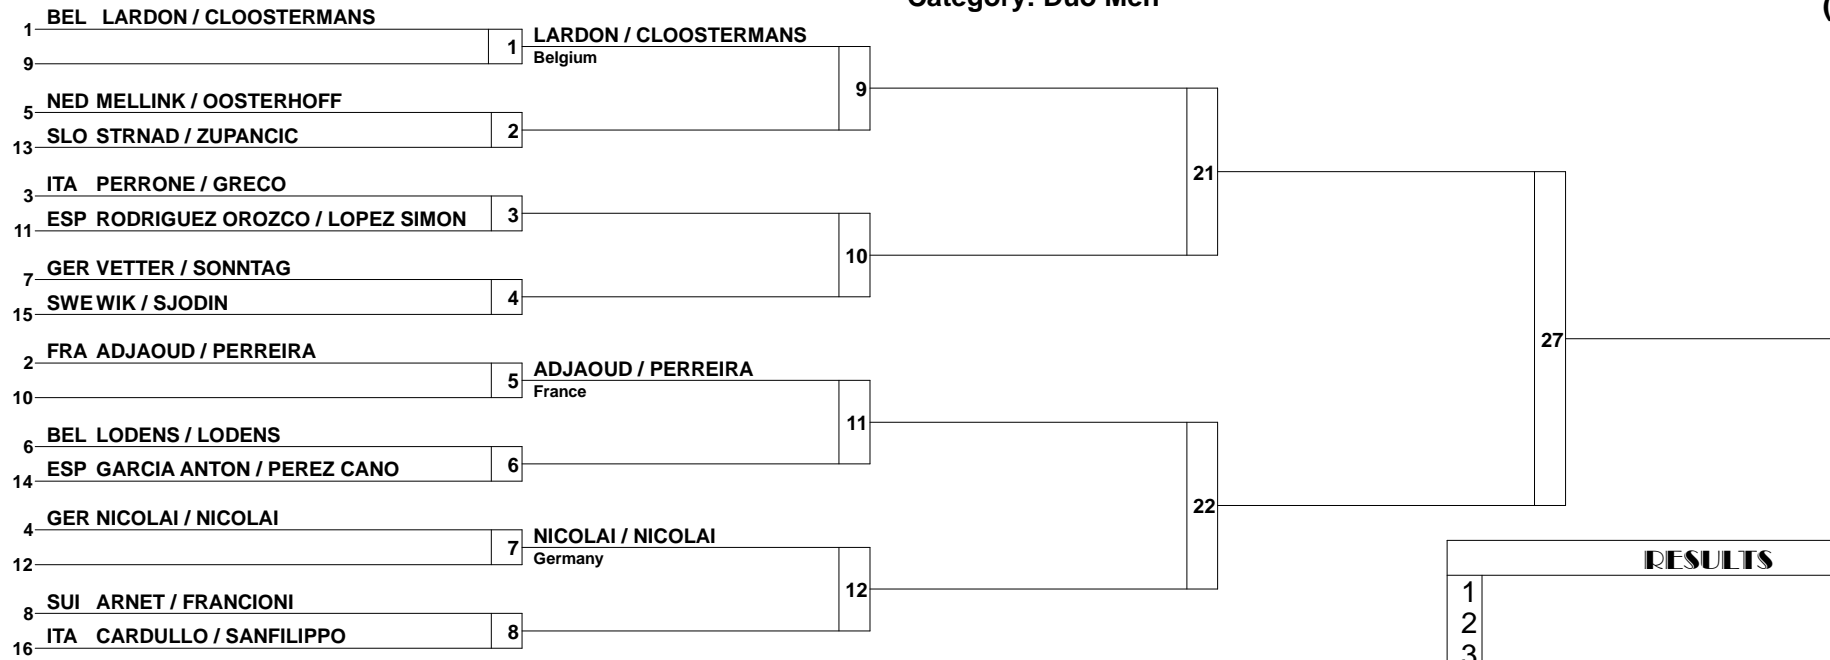 Category: Duo Men
(
BEL LARDON / CLOOSTERMANS
1
9
1
LARDON / CLOOSTERMANS
Belgium
9
NED MELLINK / OOSTERHOFF
5
SLO STRNAD / ZUPANCIC
13
2
21
ITA PERRONE / GRECO
3
ESP RODRIGUEZ OROZCO / LOPEZ SIMON
11
3
10
GER VETTER / SONNTAG
7
SWE WIK / SJODIN
15
4
27
FRA ADJAOUD / PERREIRA
2
10
5
ADJAOUD / PERREIRA
France
11
BEL LODENS / LODENS
6
ESP GARCIA ANTON / PEREZ CANO
14
6
22
GER NICOLAI / NICOLAI
4
12
7
NICOLAI / NICOLAI
Germany
12
SUI ARNET / FRANCIONI
8
ITA CARDULLO / SANFILIPPO
16
8
RESULTS
1
2
3